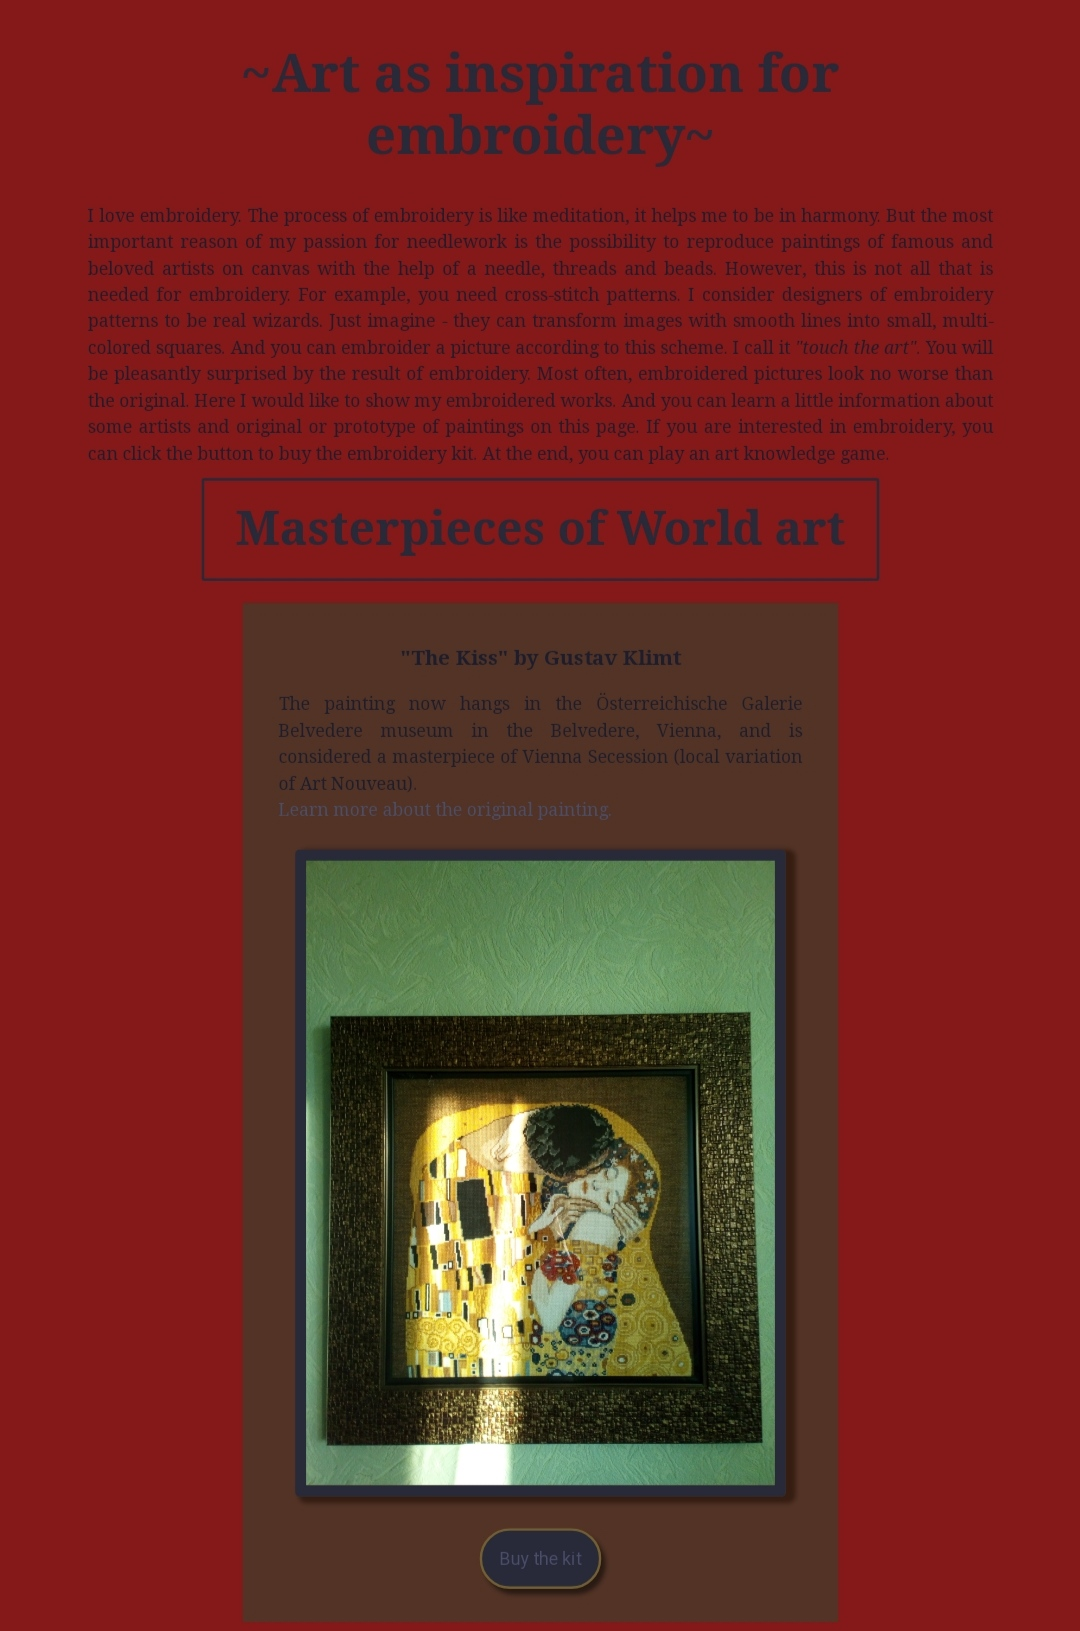 ~Art as inspiration for
embroidery~
I love embroidery. The process of embroidery is like meditation, it helps me to be in harmony. But the most
important reason of my passion for needlework is the possibility to reproduce paintings of famous and
beloved artists on canvas with the help of a needle, threads and beads. However, this is not all that is
needed for embroidery. For example, you need cross-stitch patterns. I consider designers of embroidery
patterns to be real wizards. Just imagine - they can transform images with smooth lines into small, multi-
colored squares. And you can embroider a picture according to this scheme. I call it "touch the art". You will
be pleasantly surprised by the result of embroidery. Most often, embroidered pictures look no worse than
the original. Here I would like to show my embroidered works. And you can learn a little information about
some artists and original or prototype of paintings on this page. If you are interested in embroidery, you
can click the button to buy the embroidery kit. At the end, you can play an art knowledge game.
Masterpieces of World art
"The Kiss" by Gustav Klimt
The painting now hangs in the Österreichische Galerie
Belvedere museum in the Belvedere, Vienna, and is
considered a masterpiece of Vienna Secession (local variation
of Art Nouveau).
Learn more about the original painting.
Buy the kit